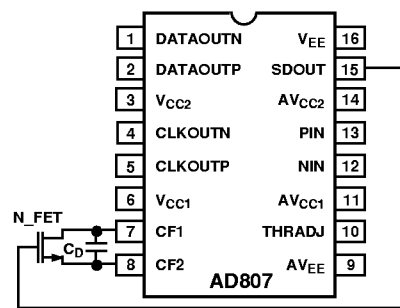 1 DATAOUTN VEE 16
2 DATAOUTP SDOUT 15
3 VCC2 AVCC2 14
4 CLKOUTN PIN 13
5 CLKOUTP NIN 12
6 VCC1 AVCC1 11
N_FET
7 CF1 THRADJ 10
CD
8 CF2 AVEE 9
AD807